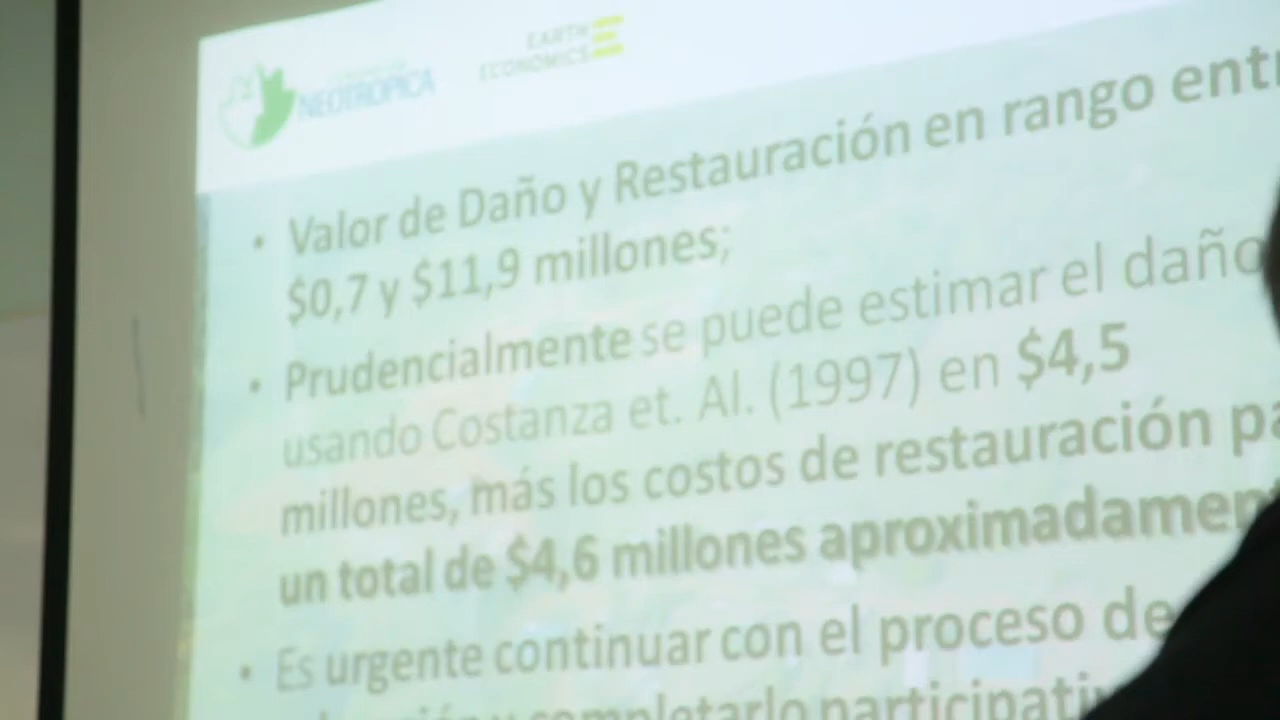 NEOTROPICA
EARTH
ECONOMICS
• Valor de Daño y Restauración en rango entr
$0,7 y $11,9 millones;
• Prudencialmente se puede estimar el daño
usando Costanza et. Al. (1997) en $4,5
millones, más los costos de restauración pa
un total de $4,6 millones aproximadamen
• Es urgente continuar con el proceso de
y completarlo participativ